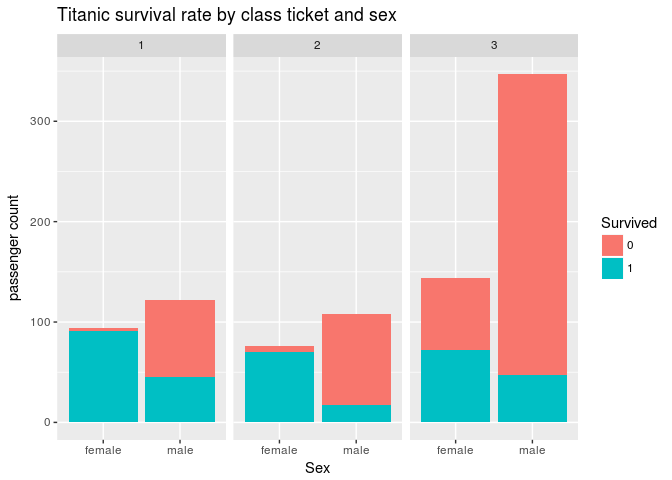 Titanic survival rate by class ticket and sex
1 2 3
300
200
100
0
passenger count
female male female male female male
Sex
Survived
0
1